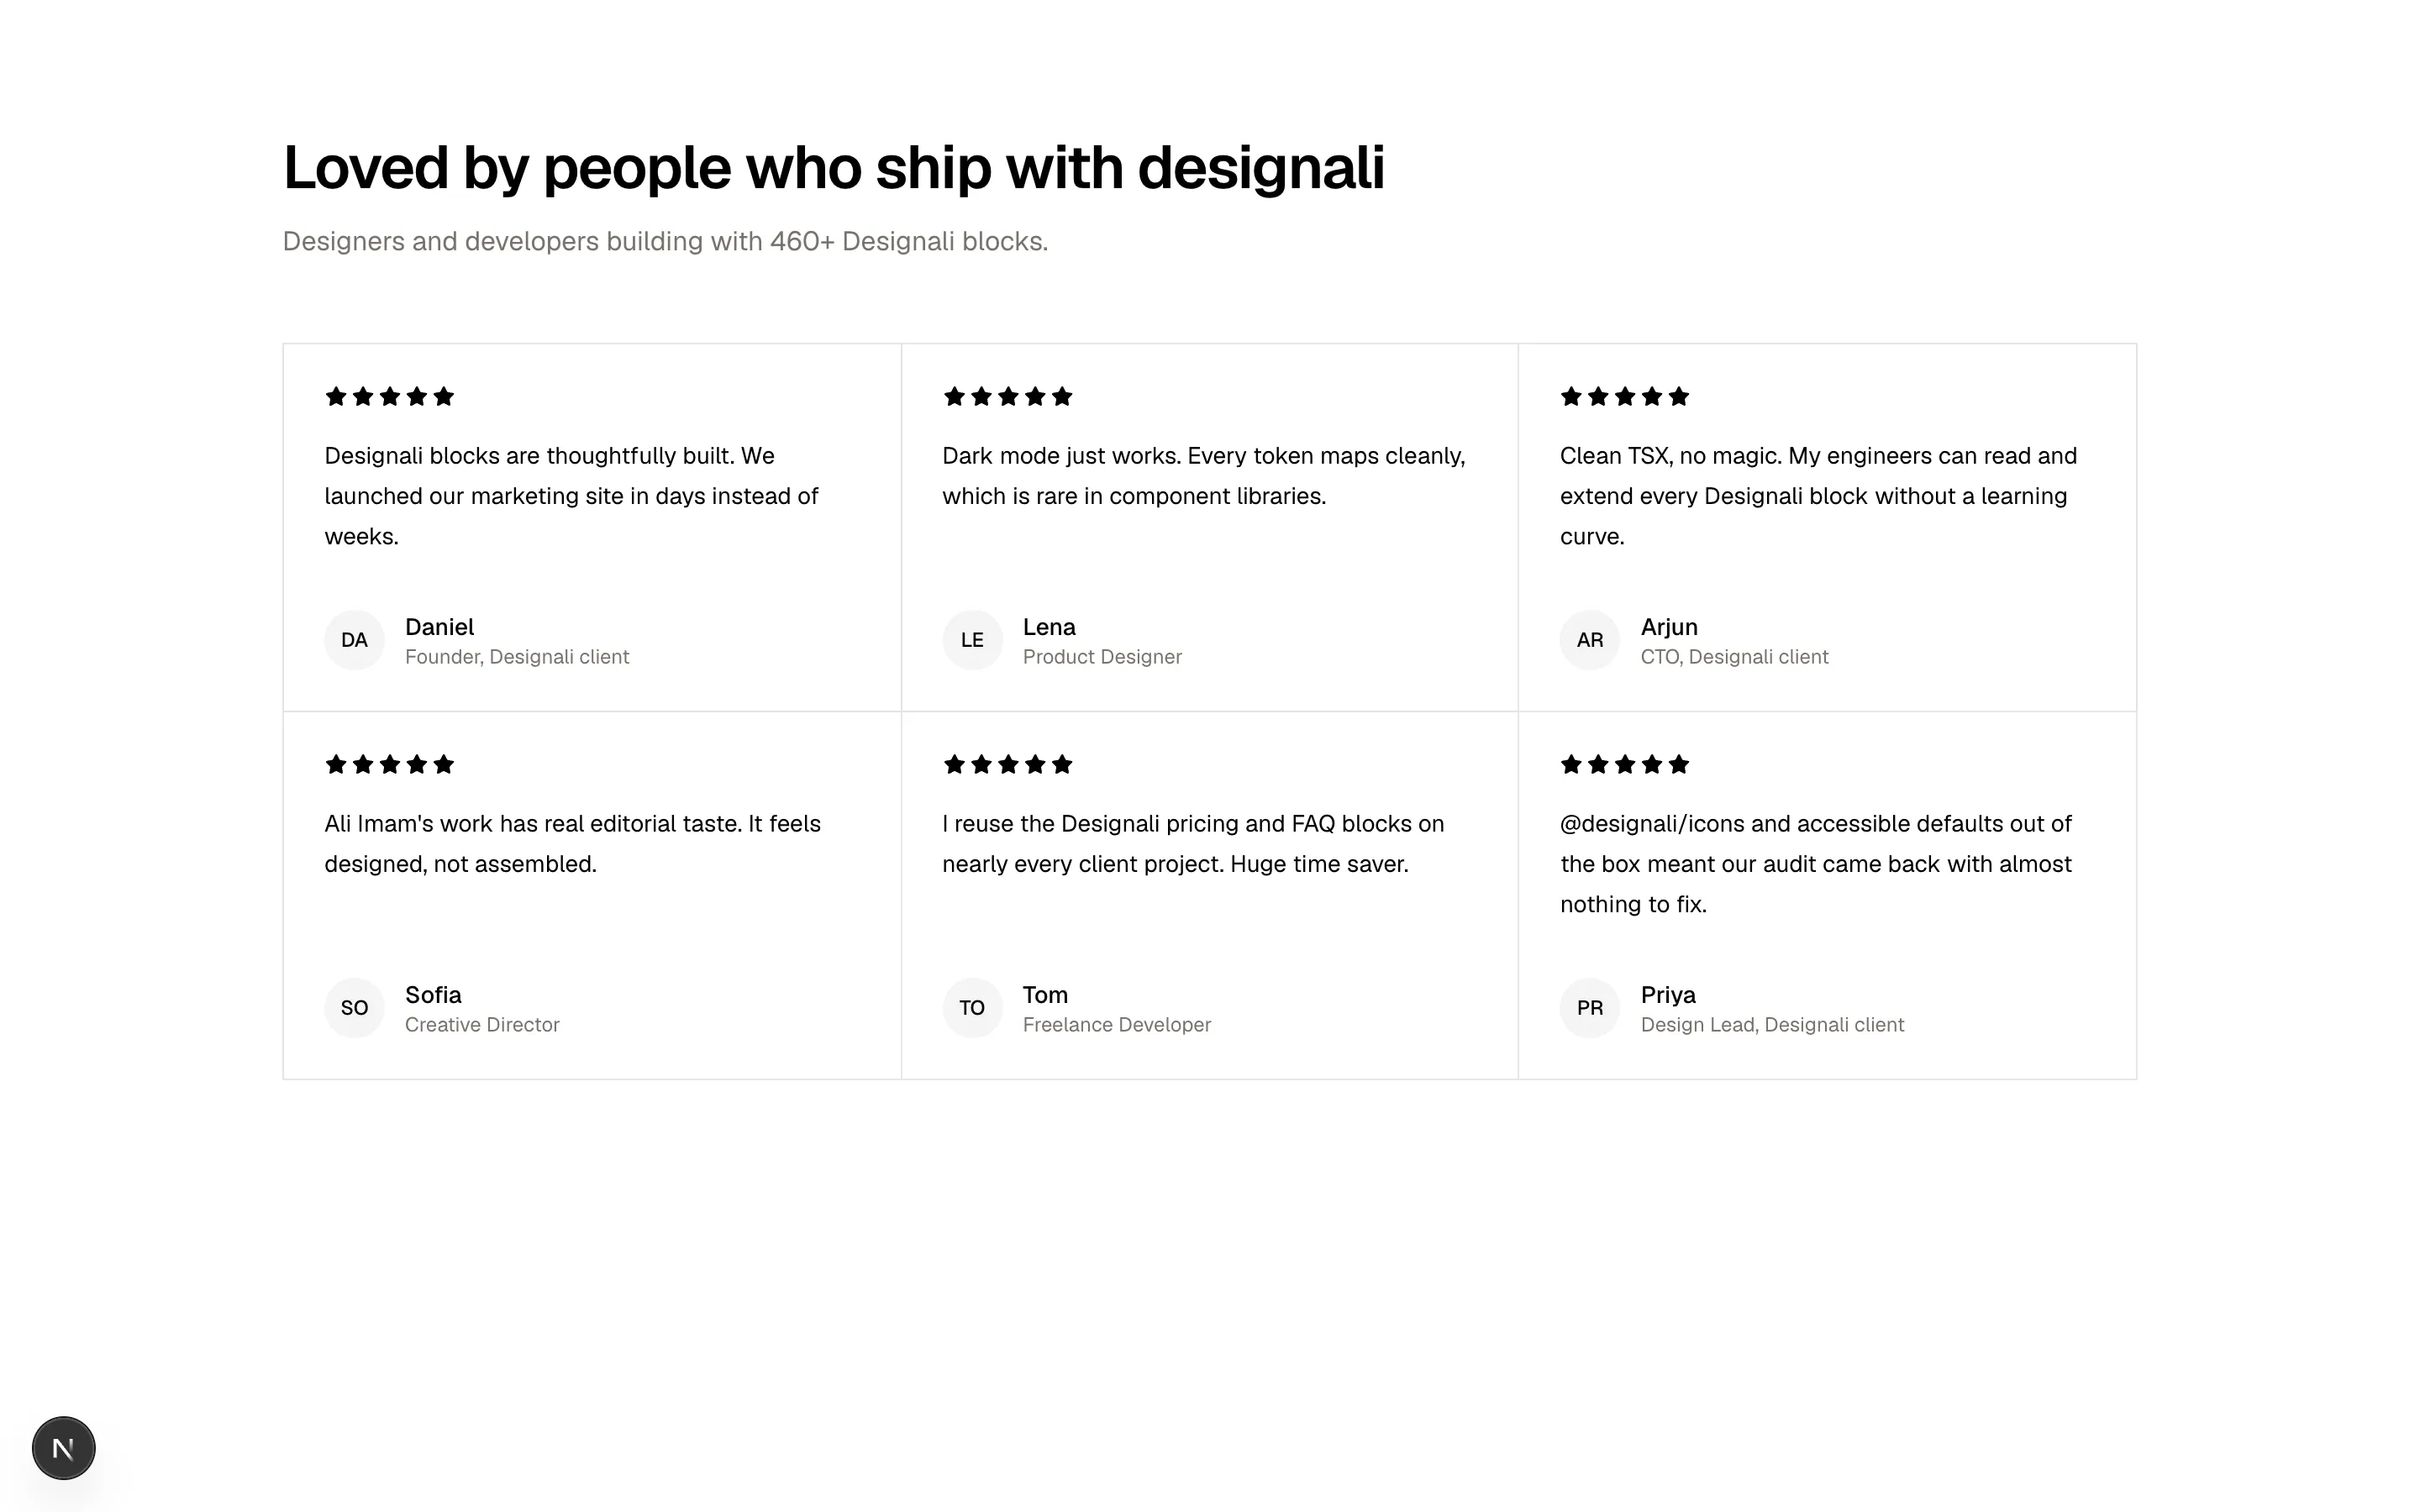 Loved by people who ship with designali
Designers and developers building with 460+ Designali blocks.
Designali blocks are thoughtfully built. We
launched our marketing site in days instead of
weeks.
DA
Daniel
Founder, Designali client
Dark mode just works. Every token maps cleanly,
which is rare in component libraries.
LE
Lena
Product Designer
Clean TSX, no magic. My engineers can read and
extend every Designali block without a learning
curve.
AR
Arjun
CTO, Designali client
Ali Imam's work has real editorial taste. It feels
designed, not assembled.
SO
Sofia
Creative Director
I reuse the Designali pricing and FAQ blocks on
nearly every client project. Huge time saver.
TO
Tom
Freelance Developer
@designali/icons and accessible defaults out of
the box meant our audit came back with almost
nothing to fix.
PR
Priya
Design Lead, Designali client
N